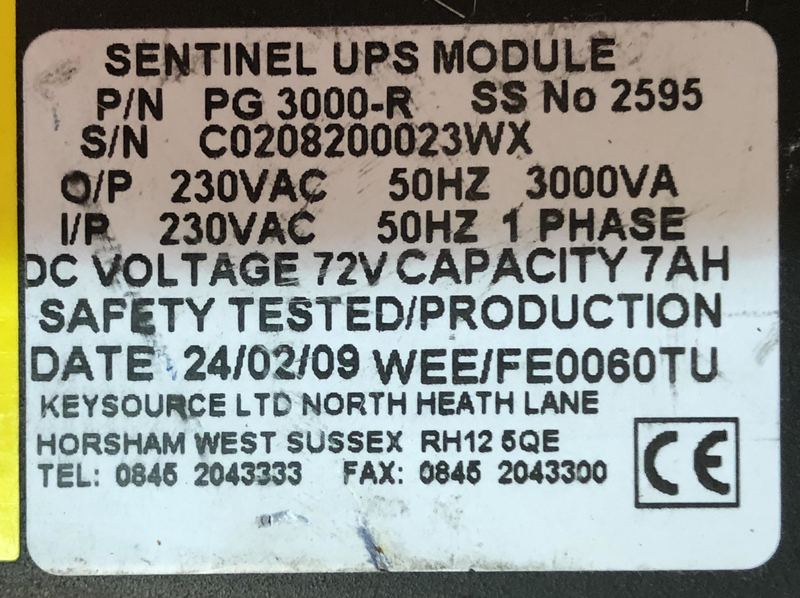 SENTINEL UPS MODULE
P/N PG 3000-R SS No 2595
S/N C0208200023WX
O/P 230VAC 50HZ 3000VA
I/P 230VAC 50HZ 1 PHASE
DC VOLTAGE 72V CAPACITY 7AH
SAFETY TESTED/PRODUCTION
DATE 24/02/09 WEE/FE0060TU
KEYSOURCE LTD NORTH HEATH LANE
HORSHAM WEST SUSSEX RH12 5QE
TEL: 0845 2043333 FAX: 0845 2043300
CE